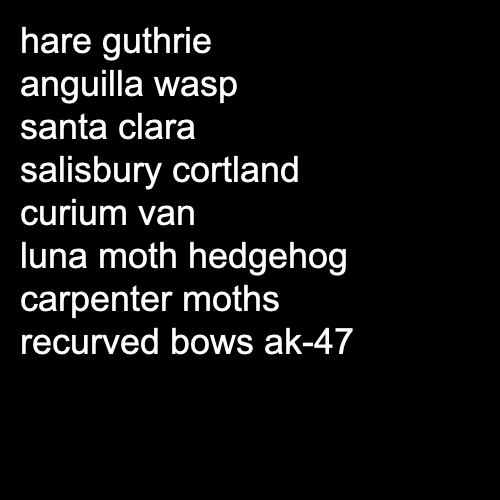 hare guthrie
anguilla wasp
santa clara
salisbury cortland
curium van
luna moth hedgehog
carpenter moths
recurved bows ak-47